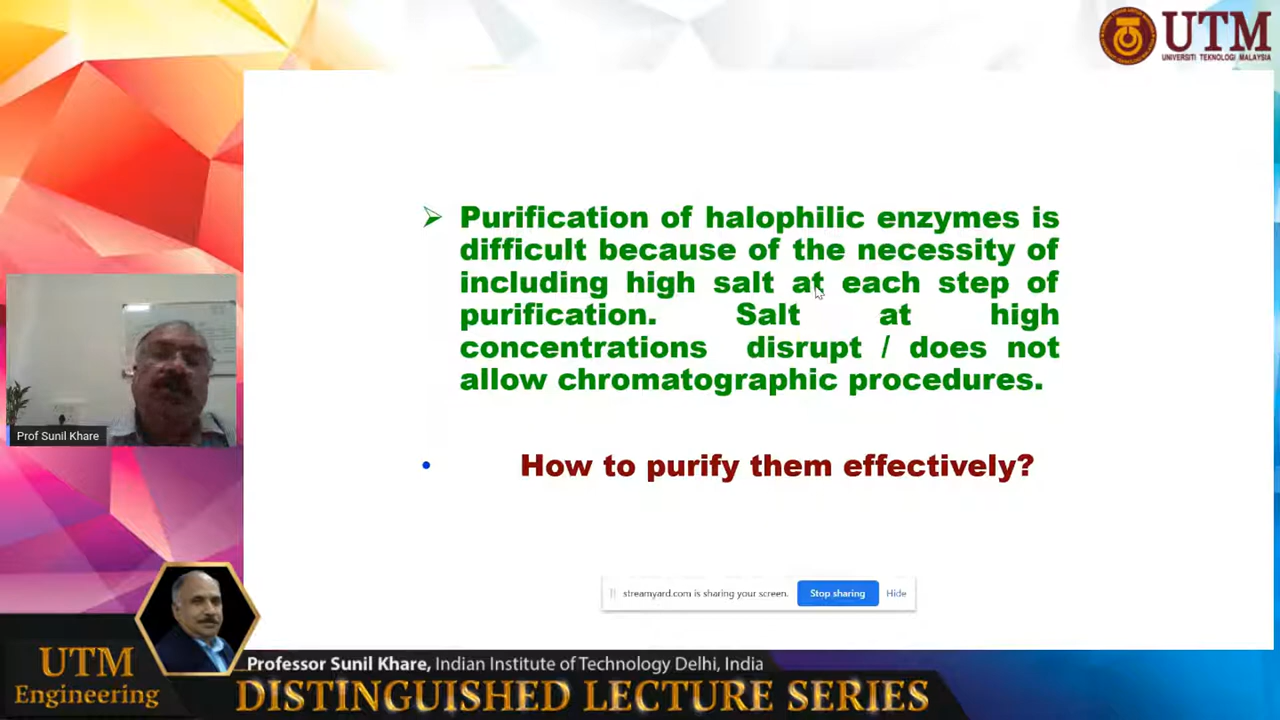 UTM
UNIVERSITI TEKNOLOGI MALAYSIA
➢ Purification of halophilic enzymes is
difficult because of the necessity of
including high salt at each step of
purification. Salt at high
concentrations disrupt / does not
allow chromatographic procedures.
• How to purify them effectively?
Prof Sunil Khare
streamyard.com is sharing your screen. Stop sharing Hide
UTM
Engineering
Professor Sunil Khare, Indian Institute of Technology Delhi, India
DISTINGUISHED LECTURE SERIES